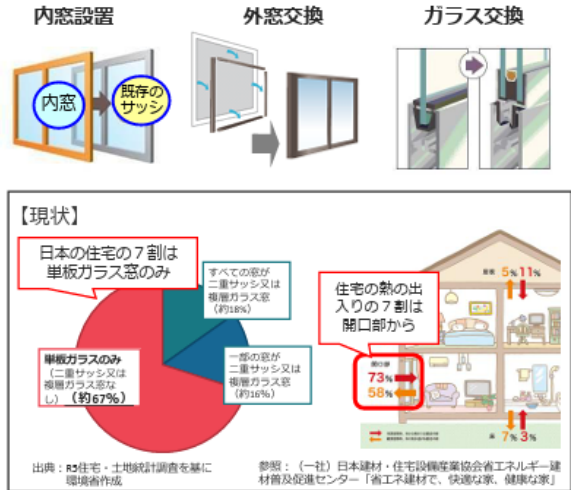 内窓設置
外窓交換
ガラス交換
内窓
既存の
サッシ
【現状】
日本の住宅の7割は
単板ガラス窓のみ
すべての窓が
二重サッシ又は
複層ガラス窓
(約18%)
単板ガラスのみ
(二重サッシ又は
複層ガラス窓な
し)(約67%)
一部の窓が
二重サッシ又は
複層ガラス窓
(約16%)
出典:R5住宅・土地統計調査を基に
環境省作成
住宅の熱の出
入りの7割は
開口部から
5% 11%
開口部
73%
58%
床 7% 3%
参照:(一社)日本建材・住宅設備産業協会省エネルギー建
材普及促進センター「省エネ建材で、快適な家、健康な家」